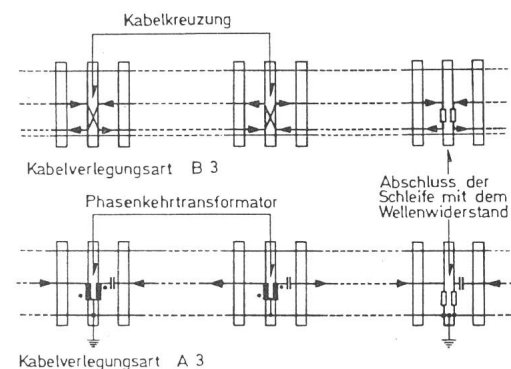 Kabelkreuzung
Kabelverlegungsart B 3
Abschluss der
Schleife mit dem
Wellenwiderstand
Phasenkehrtransformator
Kabelverlegungsart A 3